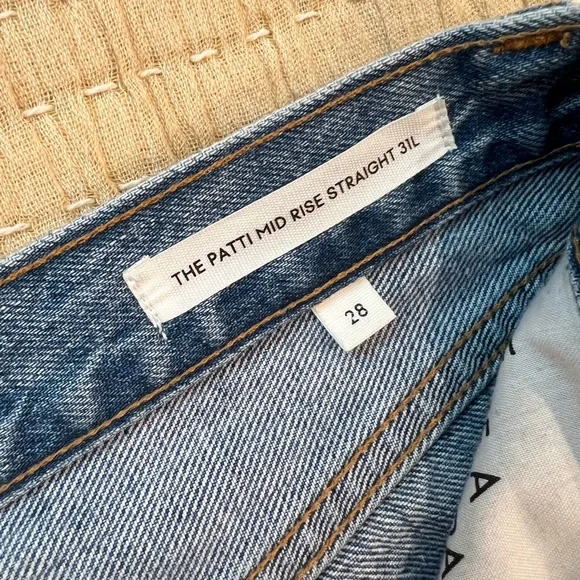 THE PATTI MID RISE STRAIGHT 31L
28